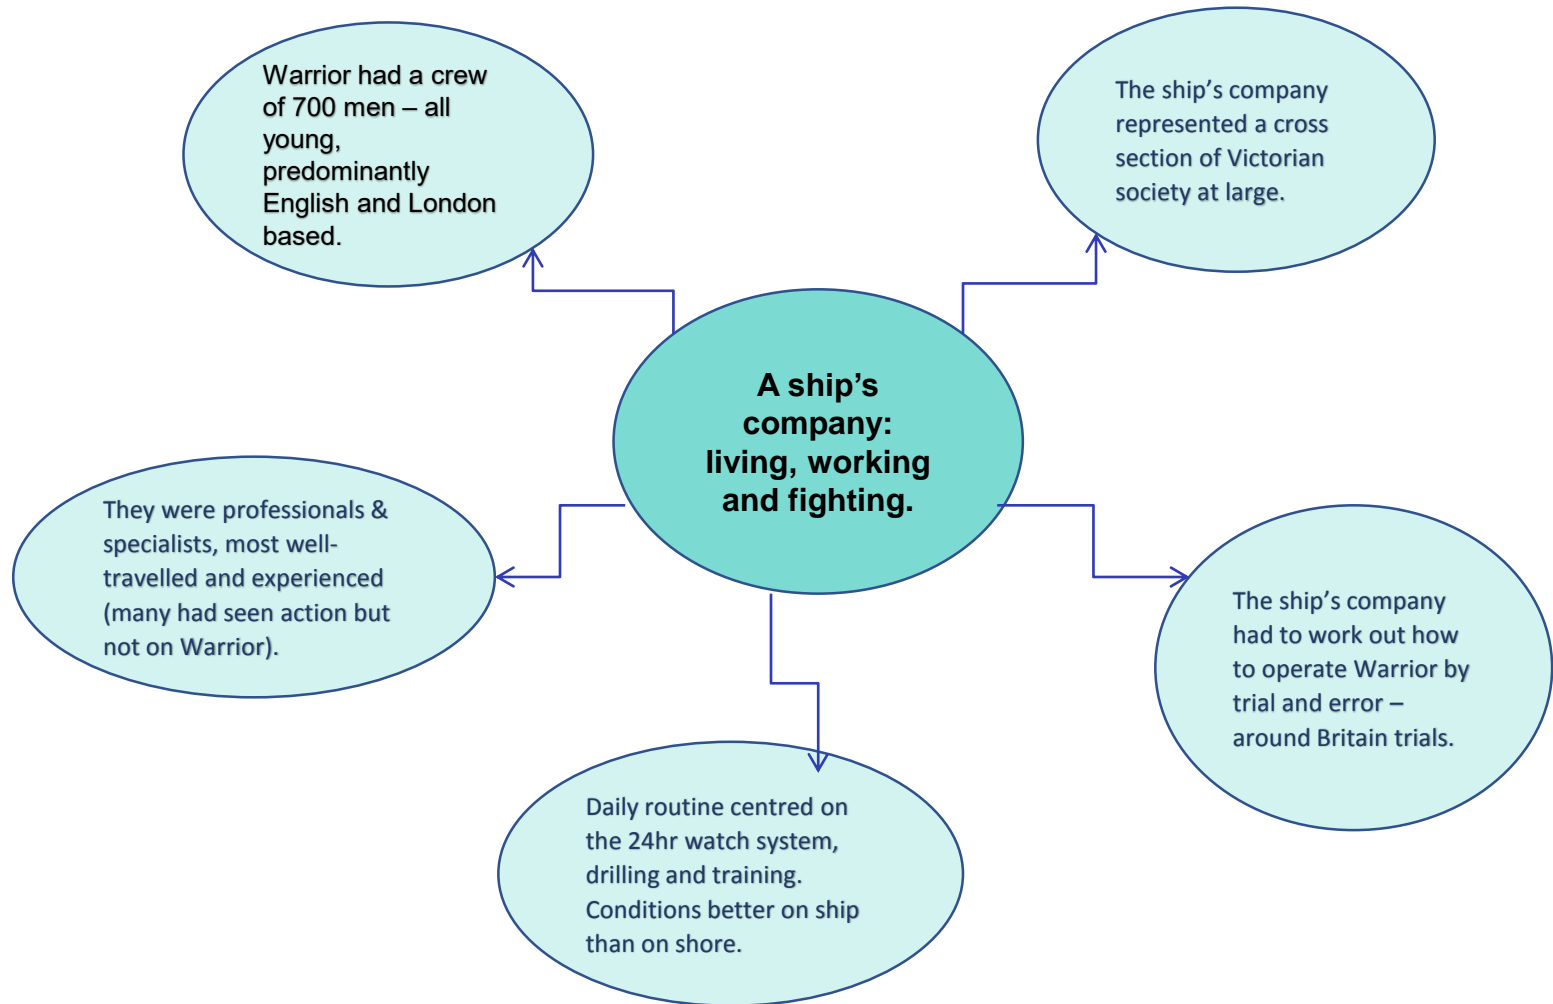 Warrior had a crew
of 700 men – all
young,
predominantly
English and London
based.
The ship’s company
represented a cross
section of Victorian
society at large.
A ship’s
company:
living, working
and fighting.
They were professionals &
specialists, most well-
travelled and experienced
(many had seen action but
not on Warrior).
The ship’s company
had to work out how
to operate Warrior by
trial and error –
around Britain trials.
Daily routine centred on
the 24hr watch system,
drilling and training.
Conditions better on ship
than on shore.